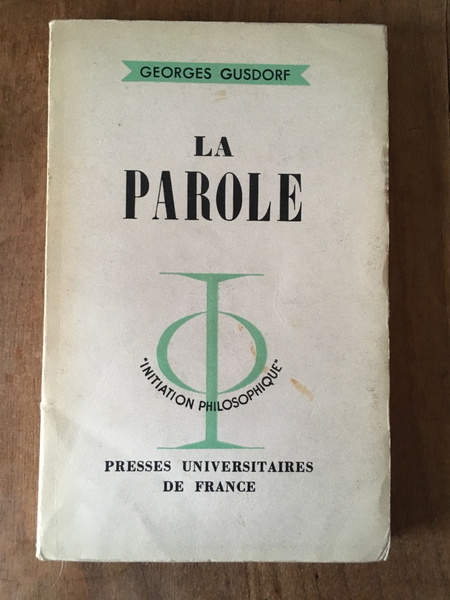 GEORGES GUSDORF
LA
PAROLE
"INITIATION PHILOSOPHIQUE"
PRESSES UNIVERSITAIRES
DE FRANCE